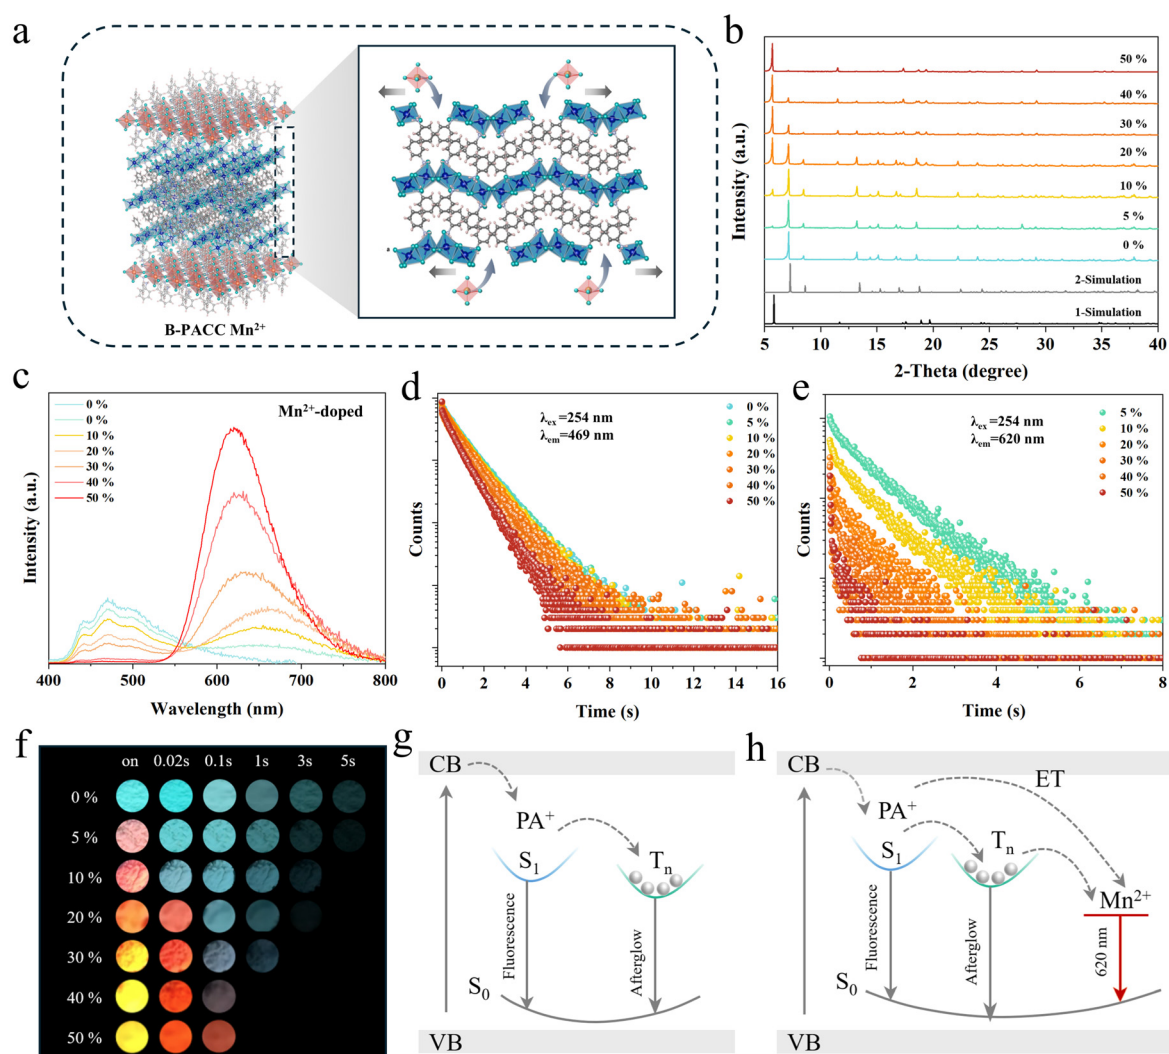 a
B-PACC Mn²⁺
a
b
Intensity (a.u.)
50 %
40 %
30 %
20 %
10 %
5 %
0 %
2-Simulation
1-Simulation
5 10 15 20 25 30 35 40
2-Theta (degree)
c
Intensity (a.u.)
0 %
0 %
10 %
20 %
30 %
40 %
50 %
Mn²⁺-doped
400 500 600 700 800
Wavelength (nm)
d
Counts
λex=254 nm
λem=469 nm
0 %
5 %
10 %
20 %
30 %
40 %
50 %
0 2 4 6 8 10 12 14 16
Time (s)
e
Counts
λex=254 nm
λem=620 nm
5 %
10 %
20 %
30 %
40 %
50 %
0 2 4 6 8
Time (s)
f
on 0.02s 0.1s 1s 3s 5s
0 %
5 %
10 %
20 %
30 %
40 %
50 %
g
CB
PA⁺
S₁
Tₙ
Fluorescence
Afterglow
S₀
VB
h
CB
ET
PA⁺
S₁
Tₙ
Mn²⁺
Fluorescence
Afterglow
620 nm
S₀
VB